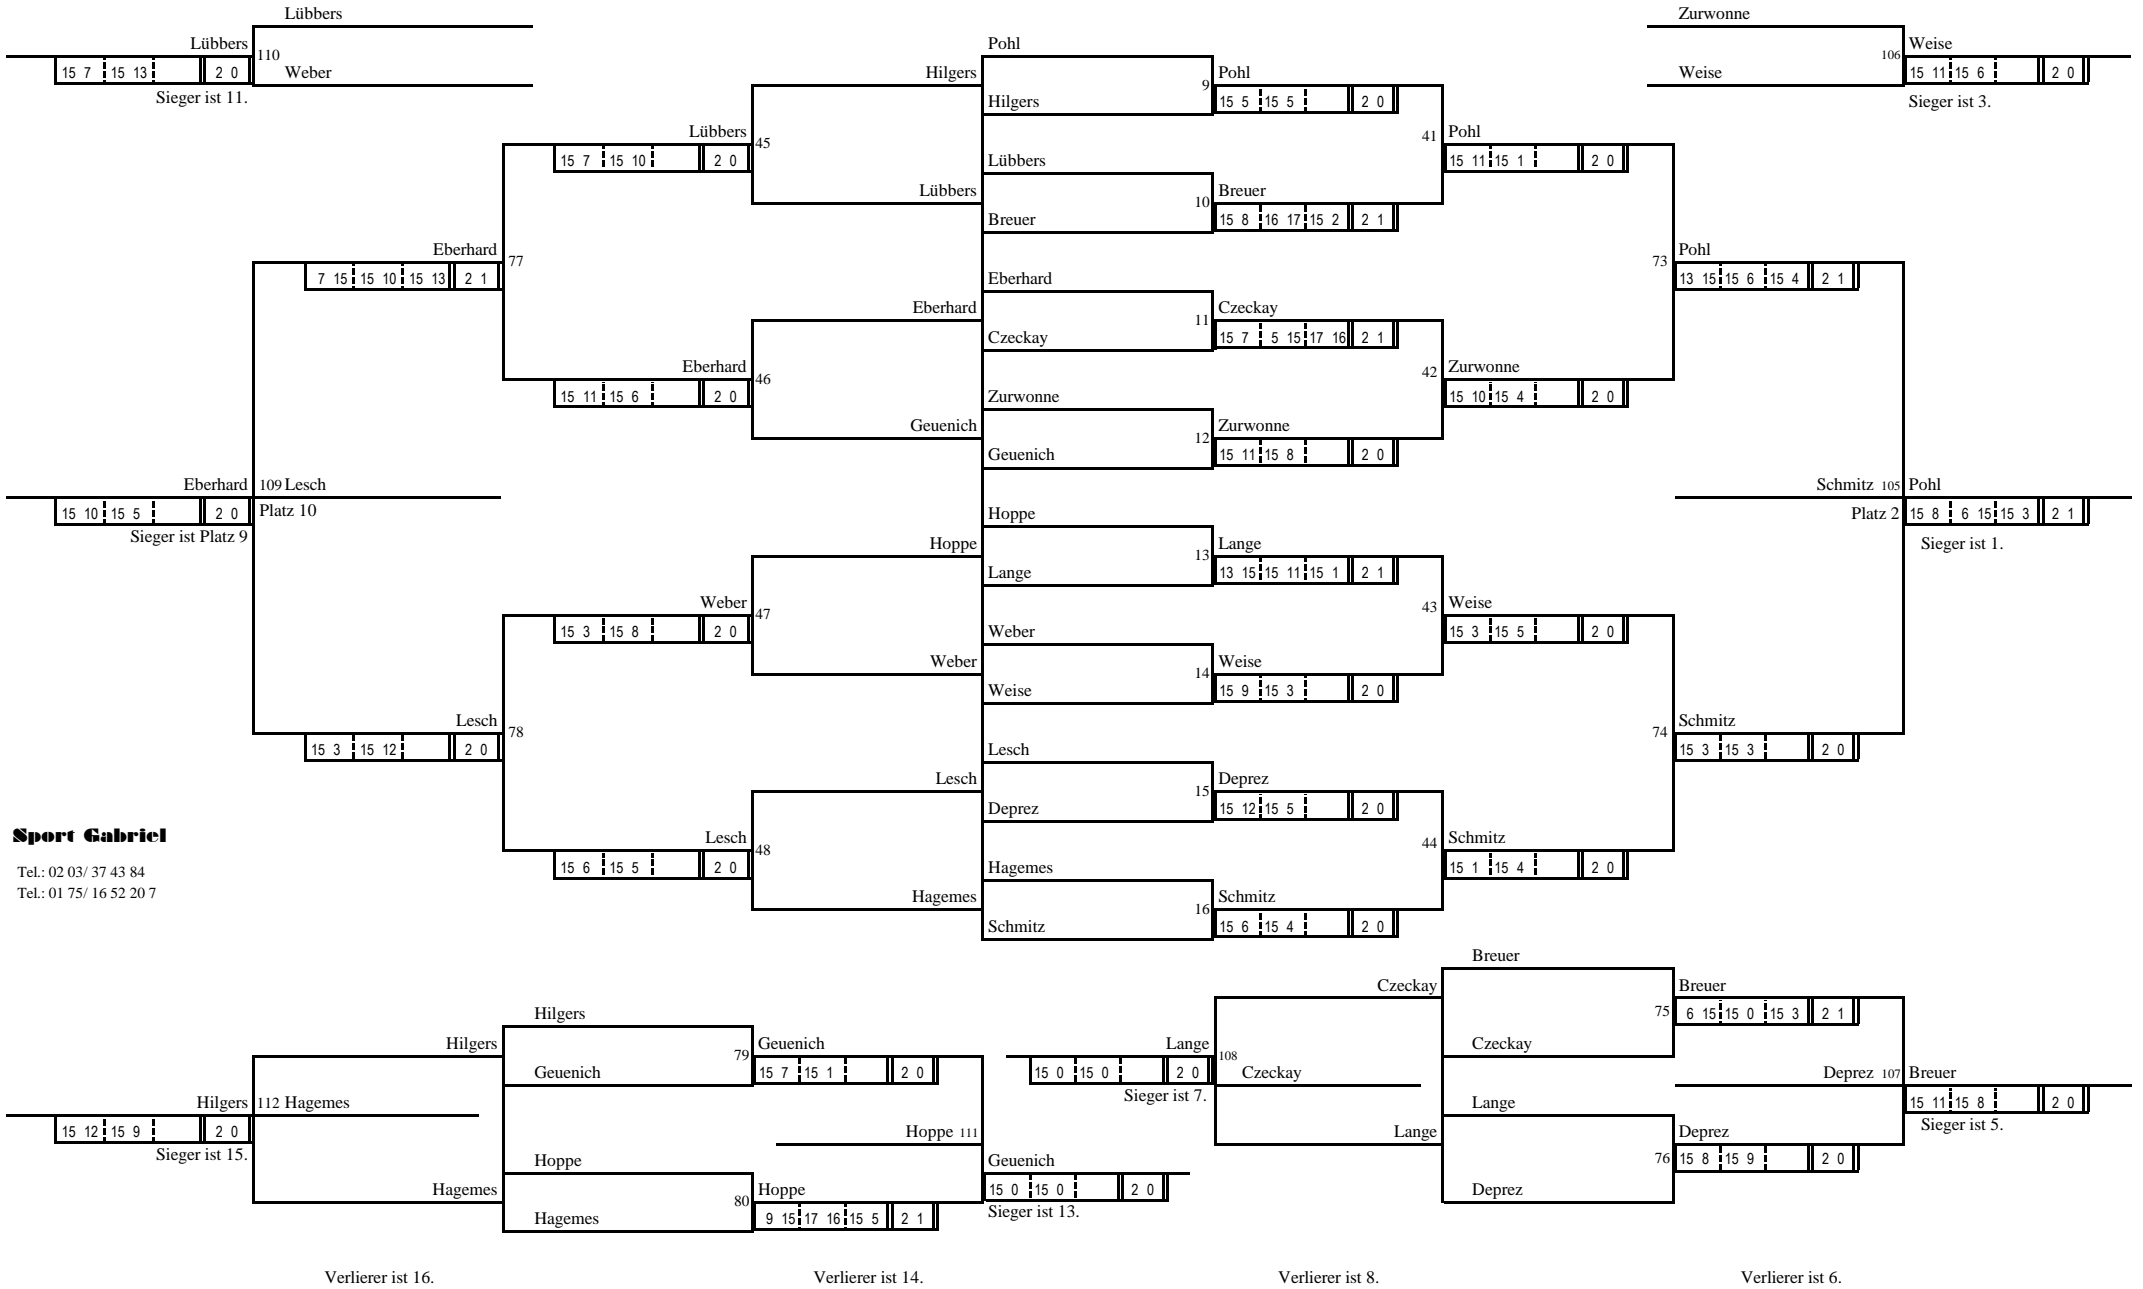 Lübbers
Zurwonne
Lübbers
110
Pohl
106
Weise
15 7 15 13 2 0
Weber
Hilgers
9
Pohl
Weise
15 11 15 6 2 0
Sieger ist 11.
Hilgers
15 5 15 5 2 0
Sieger ist 3.
Lübbers
45
41
Pohl
15 7 15 10 2 0
Lübbers
15 11 15 1 2 0
Lübbers
10
Breuer
Breuer
15 8 16 17 15 2 2 1
Eberhard
77
73
Pohl
7 15 15 10 15 13 2 1
Eberhard
13 15 15 6 15 4 2 1
Eberhard
11
Czeckay
Czeckay
15 7 5 15 17 16 2 1
Eberhard
46
42
Zurwonne
15 11 15 6 2 0
Zurwonne
15 10 15 4 2 0
Geuenich
12
Zurwonne
Geuenich
15 11 15 8 2 0
Eberhard
109 Lesch
Schmitz 105
Pohl
15 10 15 5 2 0
Platz 10
Hoppe
Platz 2
15 8 6 15 15 3 2 1
Sieger ist Platz 9
Sieger ist 1.
Hoppe
13
Lange
Lange
13 15 15 11 15 1 2 1
Weber
47
43
Weise
15 3 15 8 2 0
Weber
15 3 15 5 2 0
Weber
14
Weise
Weise
15 9 15 3 2 0
Lesch
78
74
Schmitz
15 3 15 12 2 0
Lesch
15 3 15 3 2 0
Lesch
15
Deprez
Deprez
15 12 15 5 2 0
Sport Gabriel
Lesch
48
44
Schmitz
15 6 15 5 2 0
Hagemes
15 1 15 4 2 0
Tel.: 02 03/ 37 43 84
Tel.: 01 75/ 16 52 20 7
Hagemes
16
Schmitz
Schmitz
15 6 15 4 2 0
Breuer
Czeckay
Breuer
Hilgers
75
6 15 15 0 15 3 2 1
Hilgers
79
Geuenich
Lange
108
Czeckay
Geuenich
15 7 15 1 2 0
15 0 15 0 2 0
Czeckay
Deprez 107
Breuer
Sieger ist 7.
Hilgers
112 Hagemes
Lange
15 11 15 8 2 0
15 12 15 9 2 0
Hoppe 111
Lange
Deprez
Sieger ist 5.
Sieger ist 15.
Hoppe
Geuenich
76
15 8 15 9 2 0
Hagemes
80
Hoppe
15 0 15 0 2 0
Deprez
Hagemes
9 15 17 16 15 5 2 1
Sieger ist 13.
Verlierer ist 16.
Verlierer ist 14.
Verlierer ist 8.
Verlierer ist 6.